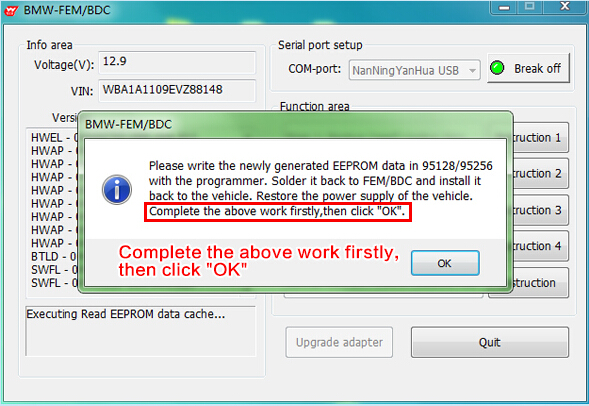 BMW-FEM/BDC
Info area
Voltage(V): 12.9
VIN: WBA1A1109EVZ88148
Serial port setup
COM-port: NanNingYanHua USB
Break off
Function area
HWEL - 0
HWAP - 0
HWAP - 0
HWAP - 0
HWAP - 0
HWAP - 0
HWAP - 0
HWAP - 0
BTLD - 0
SWFL - 0
SWFL - 0
BMW-FEM/BDC
Please write the newly generated EEPROM data in 95128/95256
with the programmer. Solder it back to FEM/BDC and install it
back to the vehicle. Restore the power supply of the vehicle.
Complete the above work firstly,then click "OK".
Complete the above work firstly,
then click "OK"
OK
struction 1
struction 2
struction 3
struction 4
struction
Executing Read EEPROM data cache...
Upgrade adapter
Quit